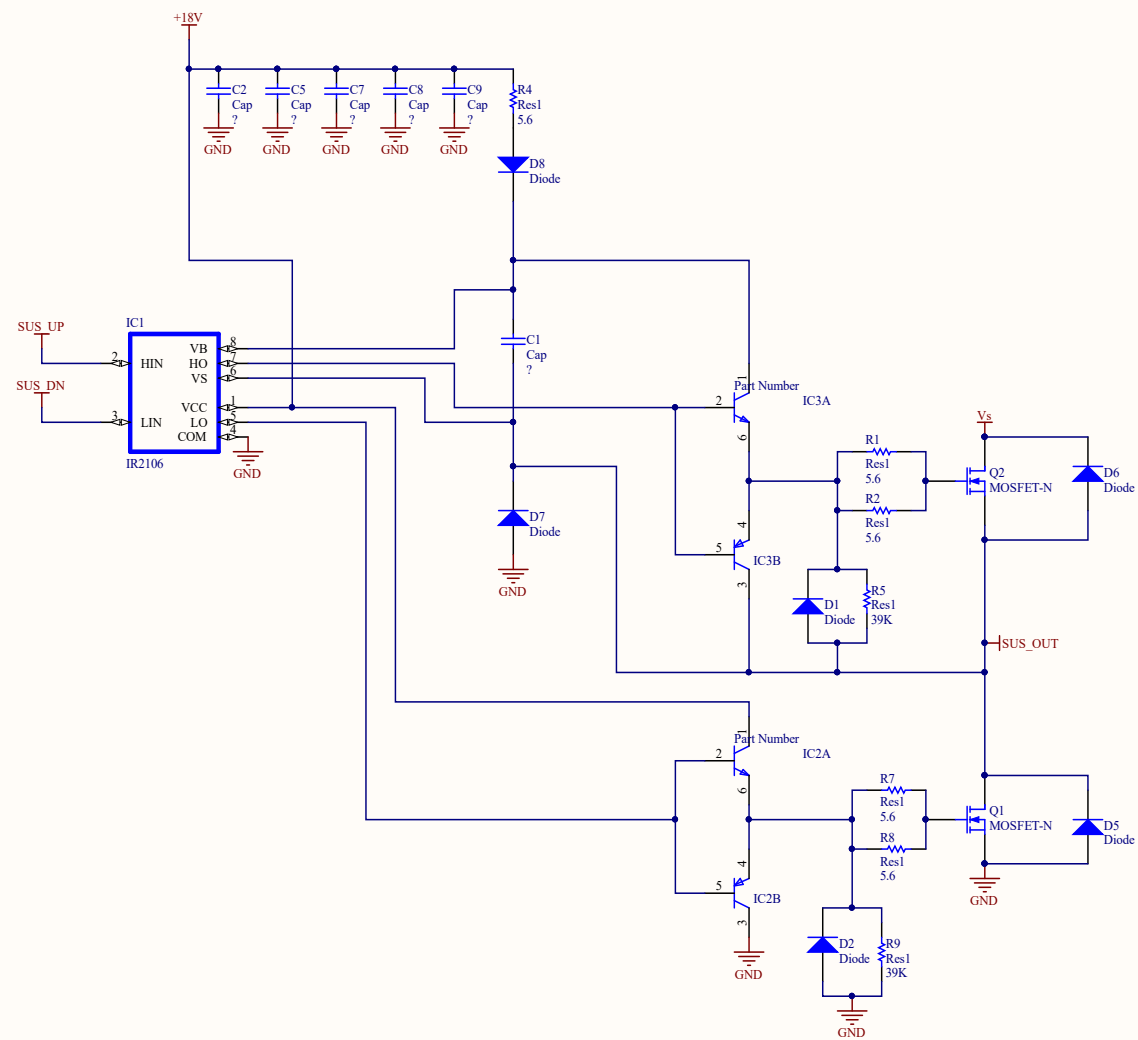 +18V
C2
Cap
?
GND
C5
Cap
?
GND
C7
Cap
?
GND
C8
Cap
?
GND
C9
Cap
?
GND
R4
Res1
5.6
D8
Diode
SUS_UP
SUS_DN
IC1
2
HIN
3
LIN
VB
8
HO
7
VS
6
VCC
1
LO
5
COM
4
IR2106
GND
C1
Cap
?
D7
Diode
GND
1
Part Number
2
IC3A
6
4
5
IC3B
3
R1
Res1
5.6
R2
Res1
5.6
D1
Diode
R5
Res1
39K
Vs
Q2
MOSFET-N
D6
Diode
SUS_OUT
1
Part Number
2
IC2A
6
4
5
IC2B
3
GND
R7
Res1
5.6
R8
Res1
5.6
Q1
MOSFET-N
D5
Diode
GND
D2
Diode
R9
Res1
39K
GND